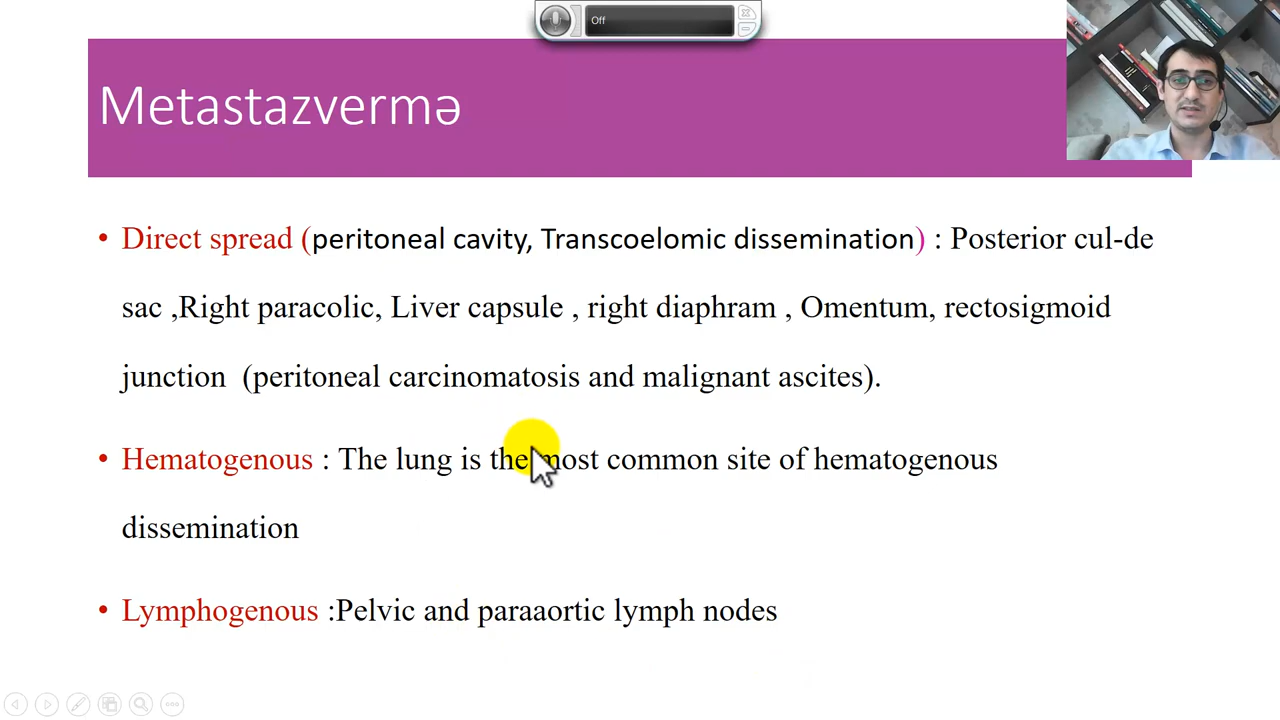 Off
Metastazvermə
• Direct spread (peritoneal cavity, Transcoelomic dissemination) : Posterior cul-de
sac ,Right paracolic, Liver capsule , right diaphram , Omentum, rectosigmoid
junction (peritoneal carcinomatosis and malignant ascites).
• Hematogenous : The lung is the most common site of hematogenous
dissemination
• Lymphogenous :Pelvic and paraaortic lymph nodes